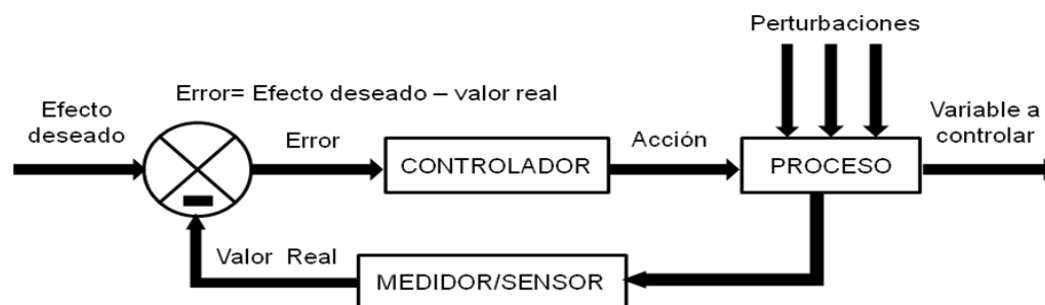 Perturbaciones
Error= Efecto deseado – valor real
Efecto
deseado
Error
CONTROLADOR
Acción
PROCESO
Variable a
controlar
Valor Real
MEDIDOR/SENSOR